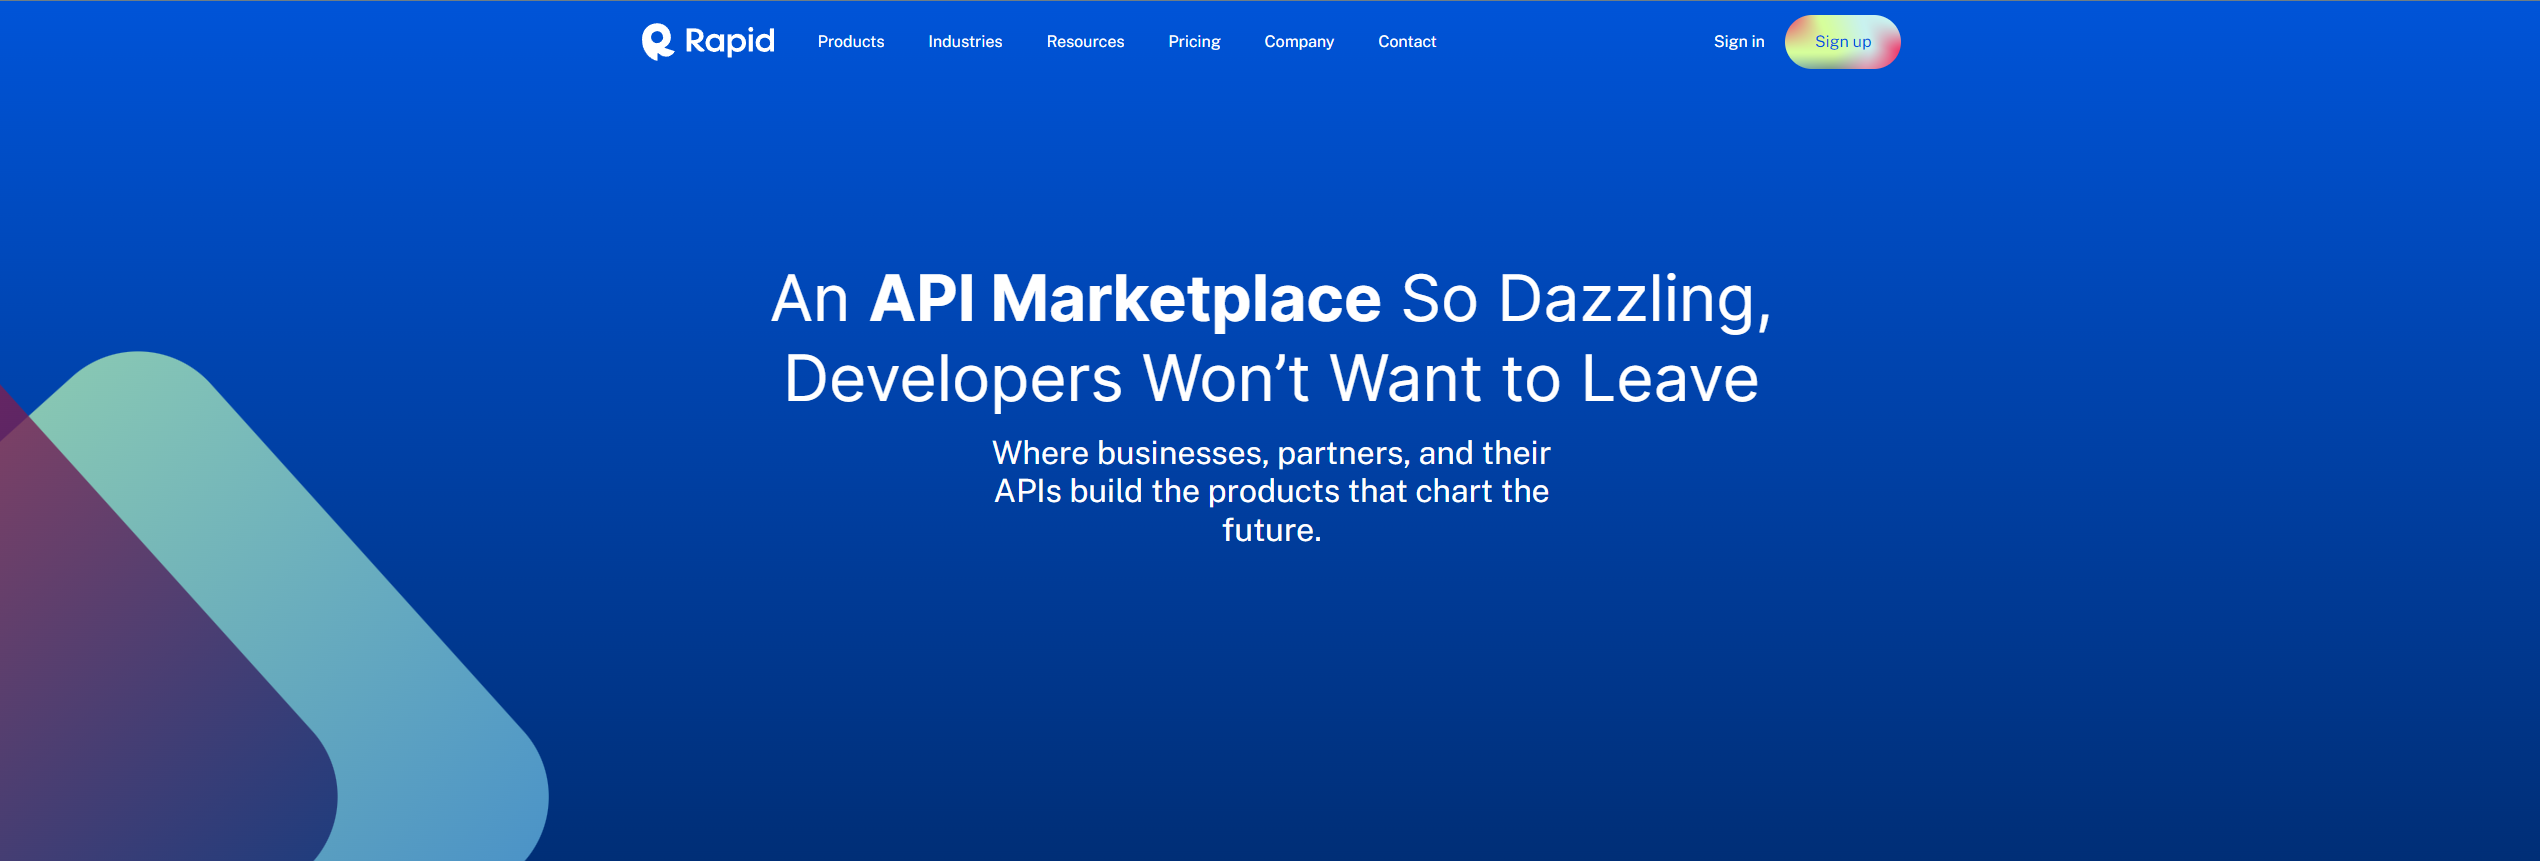 Rapid Products Industries Resources Pricing Company Contact Sign in Sign up
An API Marketplace So Dazzling,
Developers Won’t Want to Leave
Where businesses, partners, and their
APIs build the products that chart the
future.